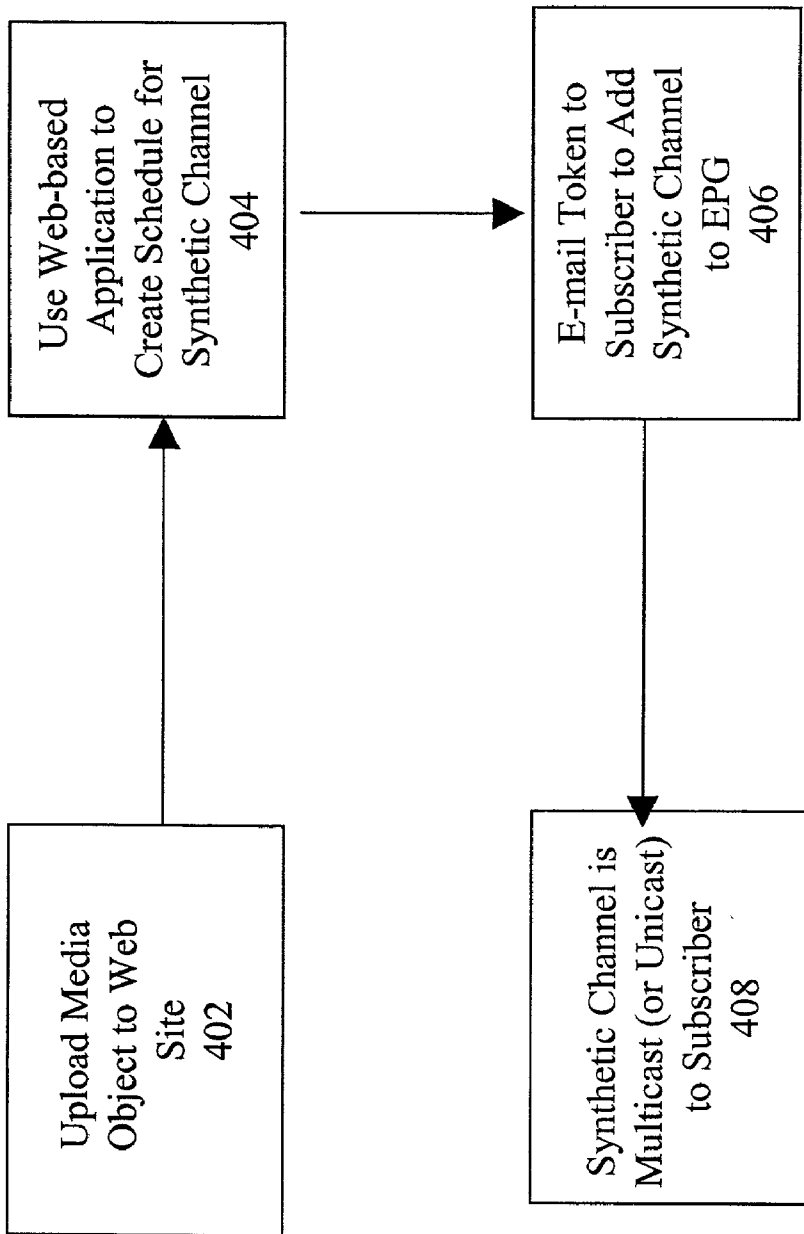 Upload Media
Object to Web
Site
402
Use Web-based
Application to
Create Schedule for
Synthetic Channel
404
E-mail Token to
Subscriber to Add
Synthetic Channel
to EPG
406
Synthetic Channel is
Multicast (or Unicast)
to Subscriber
408